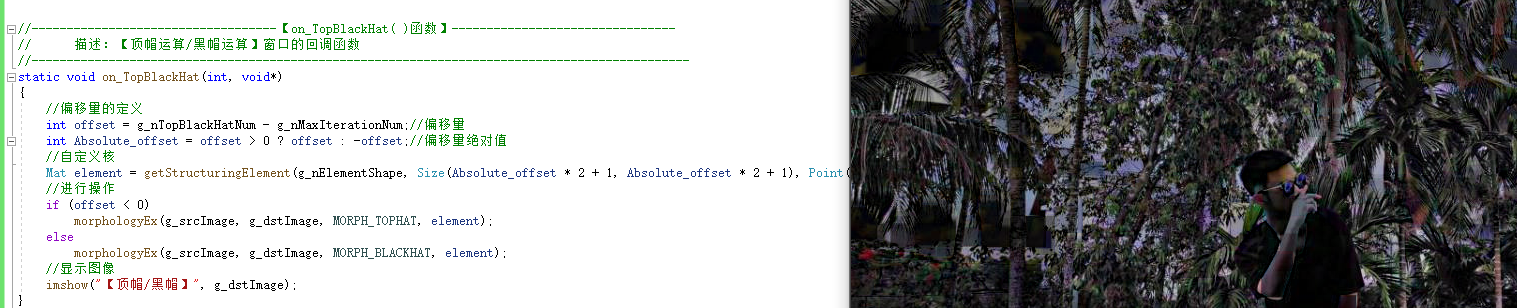 //-----------------------------------【on_TopBlackHat( )函数】--------------------------------
//      描述：【顶帽运算/黑帽运算】窗口的回调函数
//----------------------------------------------------------------------------------------------
static void on_TopBlackHat(int, void*)
{
    //偏移量的定义
    int offset = g_nTopBlackHatNum - g_nMaxIterationNum;//偏移量
    int Absolute_offset = offset > 0 ? offset : -offset;//偏移量绝对值
    //自定义核
    Mat element = getStructuringElement(g_nElementShape, Size(Absolute_offset * 2 + 1, Absolute_offset * 2 + 1), Point(
    //进行操作
    if (offset < 0)
        morphologyEx(g_srcImage, g_dstImage, MORPH_TOPHAT, element);
    else
        morphologyEx(g_srcImage, g_dstImage, MORPH_BLACKHAT, element);
    //显示图像
    imshow("【顶帽/黑帽】", g_dstImage);
}